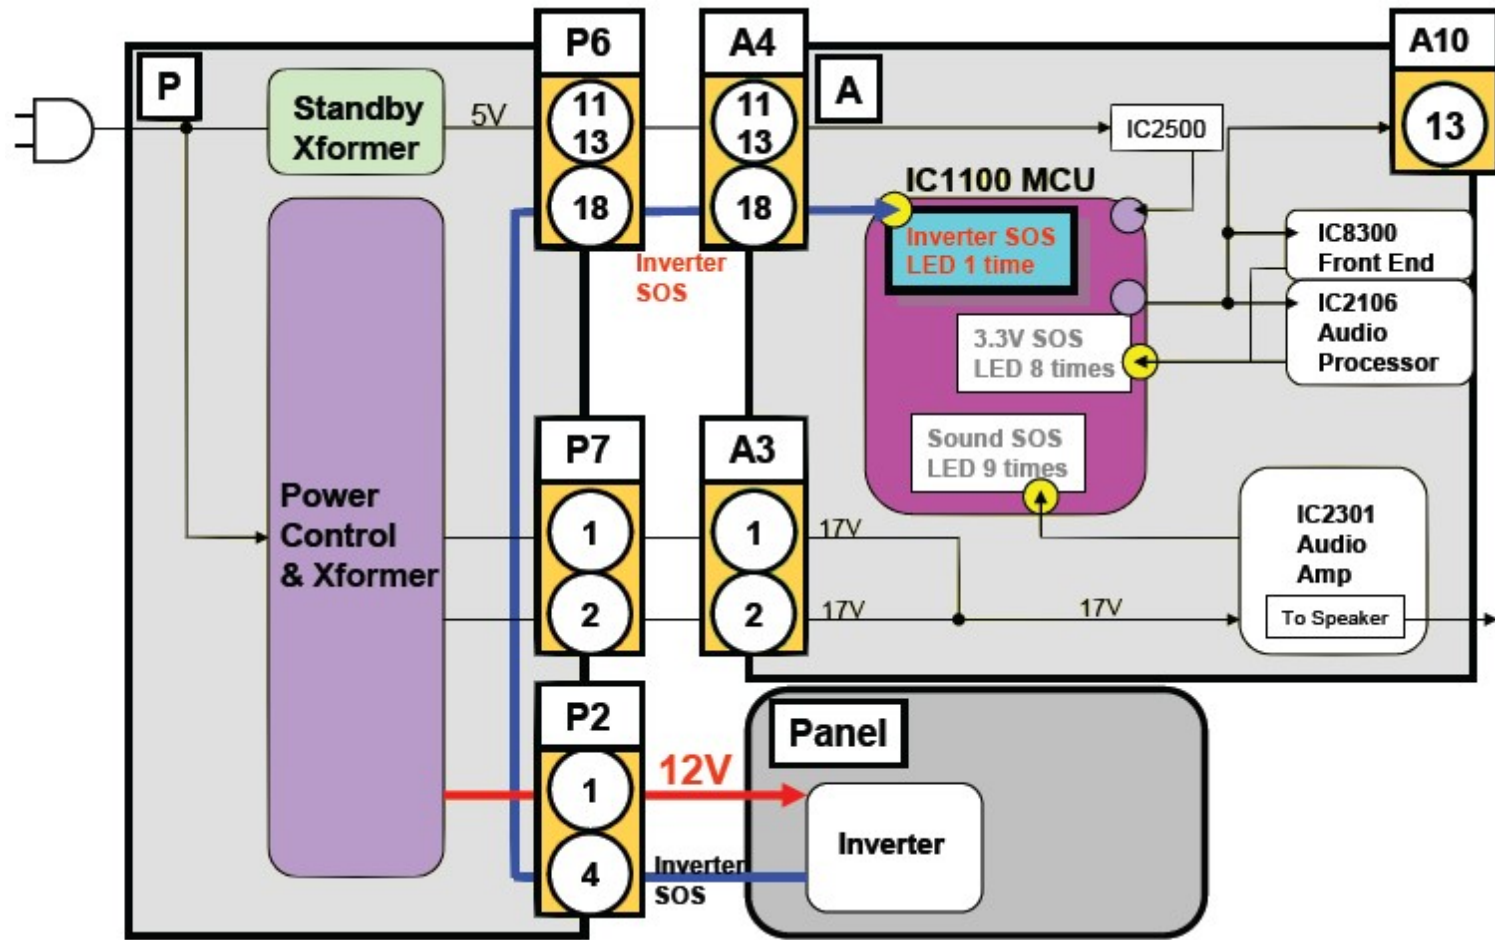 P6
A4
A10
P
A
Standby
Xformer
5V
11
13
11
13
13
IC2500
IC1100 MCU
18
18
Inverter
SOS
Inverter SOS
LED 1 time
IC8300
Front End
IC2106
Audio
Processor
3.3V SOS
LED 8 times
Sound SOS
LED 9 times
P7
A3
Power
Control
& Xformer
1
1
17V
2
2
17V
17V
IC2301
Audio
Amp
To Speaker
P2
Panel
1
12V
4
Inverter
SOS
Inverter